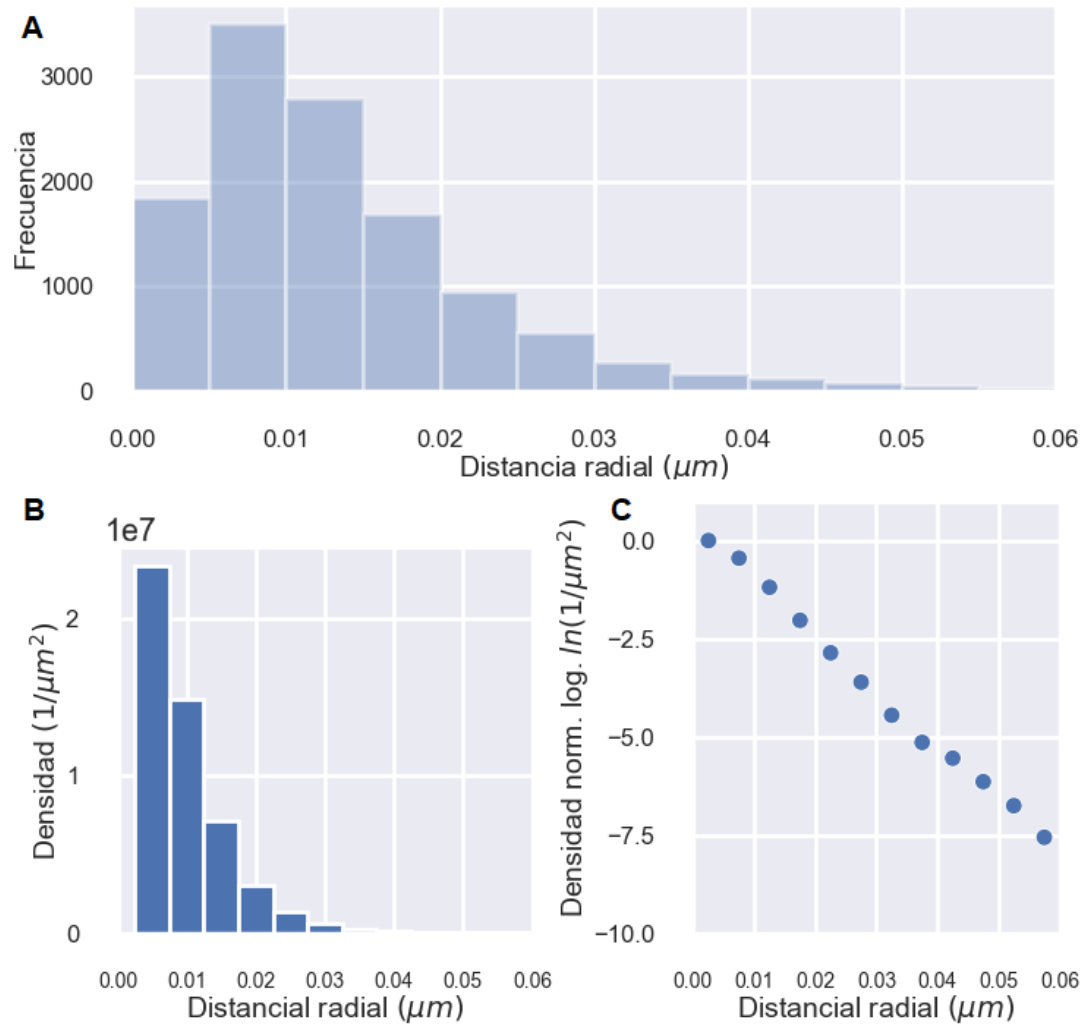 A
Frecuencia
3000
2000
1000
0
0.00 0.01 0.02 0.03 0.04 0.05 0.06
Distancia radial (μm)
B
1e7
Densidad (1/μm²)
2
1
0
0.00 0.01 0.02 0.03 0.04 0.05 0.06
Distancial radial (μm)
C
Densidad norm. log. ln(1/μm²)
0.0
−2.5
−5.0
−7.5
−10.0
0.00 0.01 0.02 0.03 0.04 0.05 0.06
Distancial radial (μm)